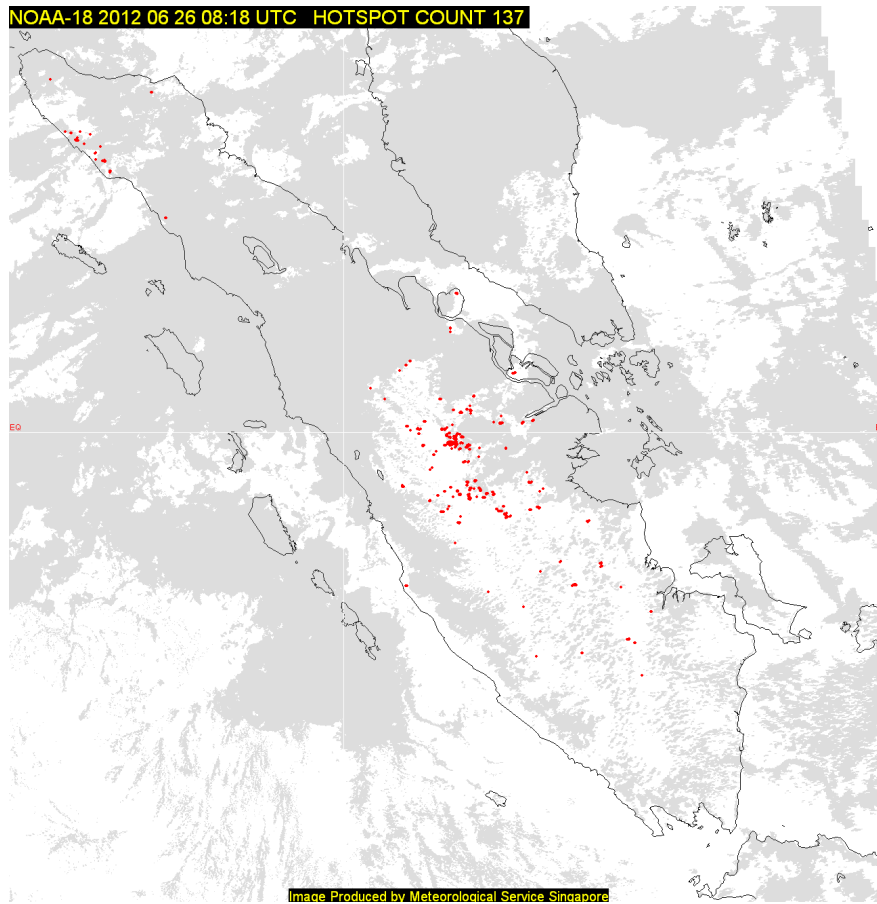 NOAA-18 2012 06 26 08:18 UTC   HOTSPOT COUNT 137
EQ
Image Produced by Meteorological Service Singapore